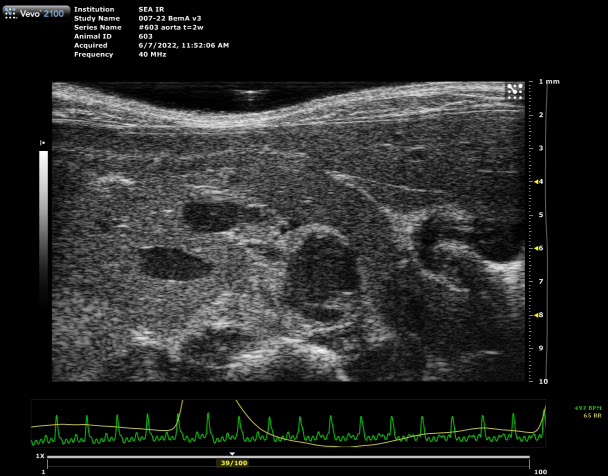 Vevo 2100
Institution SEA IR
Study Name 007-22 BemA v3
Series Name #603 aorta t=2w
Animal ID 603
Acquired 6/7/2022, 11:52:06 AM
Frequency 40 MHz
1 mm
2
3
4
5
6
7
8
9
10
492 BPM
65 RR
1X
39/100
1 100